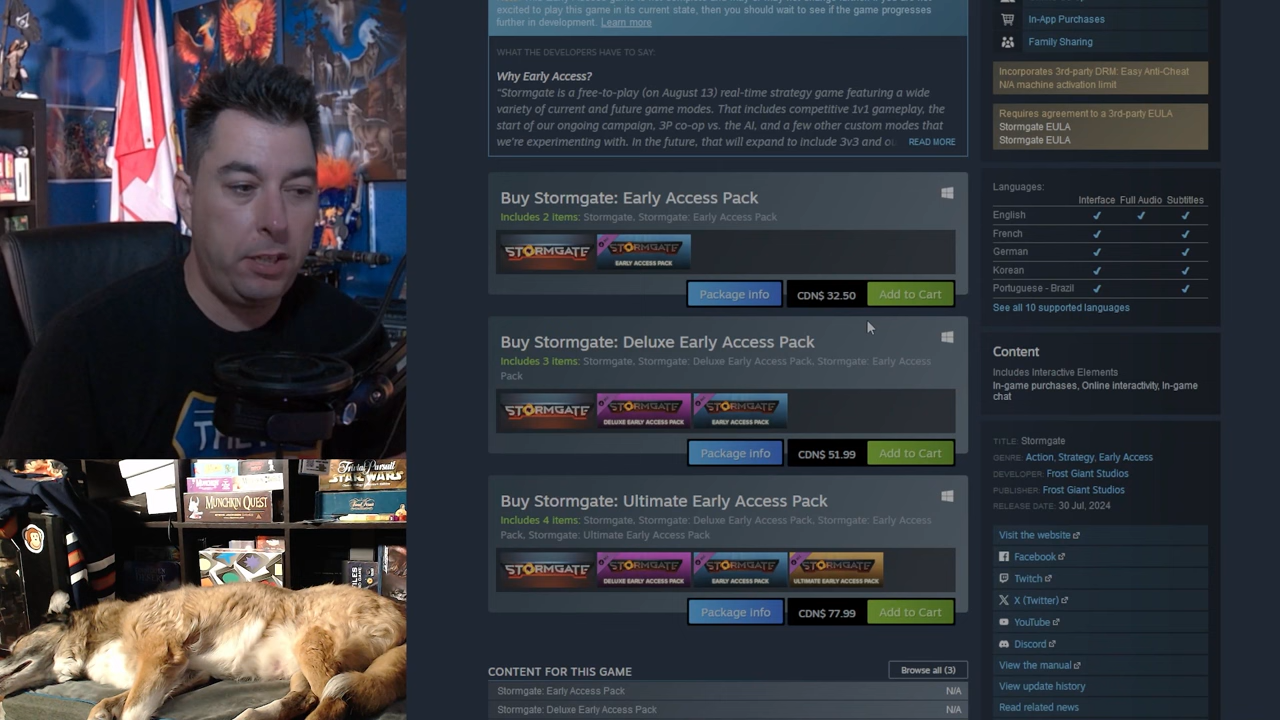 excited to play this game in its current state, then you should wait to see if the game progresses
further in development. Learn more
WHAT THE DEVELOPERS HAVE TO SAY:
Why Early Access?
“Stormgate is a free-to-play (on August 13) real-time strategy game featuring a wide
variety of current and future game modes. That includes competitive 1v1 gameplay, the
start of our ongoing campaign, 3P co-op vs. the AI, and a few other custom modes that
we're experimenting with. In the future, that will expand to include 3v3 and
READ MORE
Buy Stormgate: Early Access Pack
Includes 2 items: Stormgate, Stormgate: Early Access Pack
STORMGATE
STORMGATE
EARLY ACCESS PACK
Package info
CDN$ 32.50
Add to Cart
Buy Stormgate: Deluxe Early Access Pack
Includes 3 items: Stormgate, Stormgate: Deluxe Early Access Pack, Stormgate: Early Access
Pack
STORMGATE
STORMGATE
DELUXE EARLY ACCESS PACK
STORMGATE
EARLY ACCESS PACK
Package info
CDN$ 51.99
Add to Cart
Buy Stormgate: Ultimate Early Access Pack
Includes 4 items: Stormgate, Stormgate: Deluxe Early Access Pack, Stormgate: Early Access
Pack, Stormgate: Ultimate Early Access Pack
STORMGATE
STORMGATE
DELUXE EARLY ACCESS PACK
STORMGATE
EARLY ACCESS PACK
STORMGATE
ULTIMATE EARLY ACCESS PACK
Package info
CDN$ 77.99
Add to Cart
CONTENT FOR THIS GAME
Browse all (3)
Stormgate: Early Access Pack
N/A
Stormgate: Deluxe Early Access Pack
N/A
In-App Purchases
Family Sharing
Incorporates 3rd-party DRM: Easy Anti-Cheat
N/A machine activation limit
Requires agreement to a 3rd-party EULA
Stormgate EULA
Stormgate EULA
Languages:
Interface Full Audio Subtitles
English ✔ ✔ ✔
French ✔ ✔
German ✔ ✔
Korean ✔ ✔
Portuguese - Brazil ✔ ✔
See all 10 supported languages
Content
Includes Interactive Elements
In-game purchases, Online interactivity, In-game
chat
TITLE: Stormgate
GENRE: Action, Strategy, Early Access
DEVELOPER: Frost Giant Studios
PUBLISHER: Frost Giant Studios
RELEASE DATE: 30 Jul, 2024
Visit the website
Facebook
Twitch
X (Twitter)
YouTube
Discord
View the manual
View update history
Read related news
THE
Trivial Pursuit
STAR WARS
MUNCHKIN QUEST